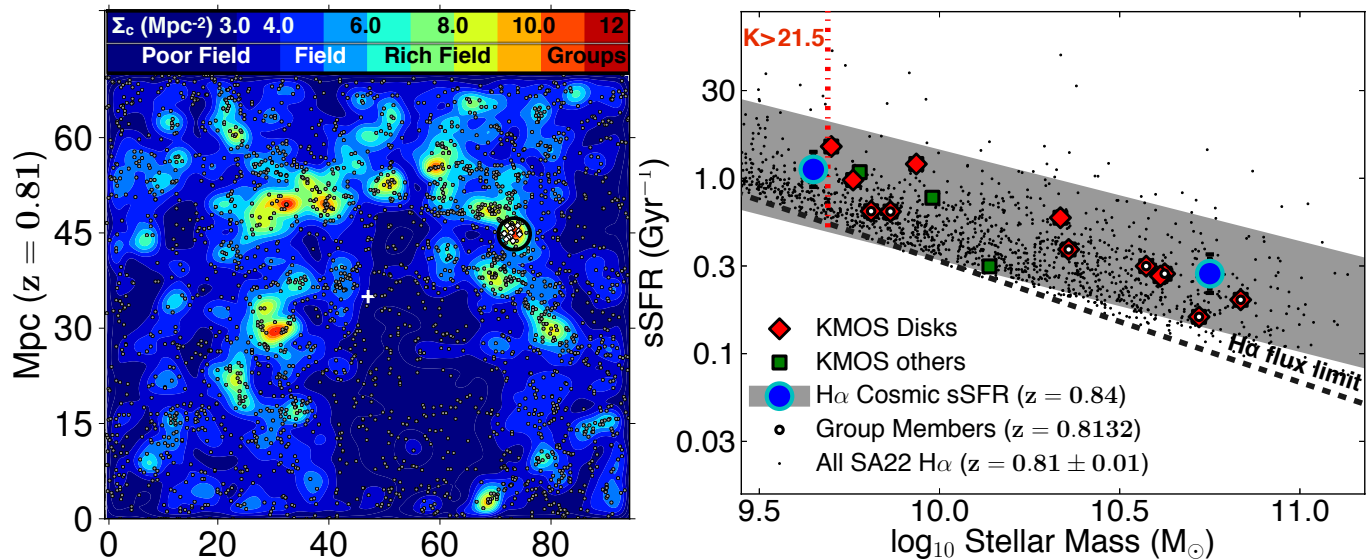 Σc (Mpc-2) 3.0 4.0 6.0 8.0 10.0 12
Poor Field Field Rich Field Groups
Mpc (z = 0.81)
60
45
30
15
0
0 20 40 60 80
sSFR (Gyr−1)
30
3.0
1.0
0.3
0.1
0.03
K>21.5
Hα flux limit
KMOS Disks
KMOS others
Hα Cosmic sSFR (z = 0.84)
Group Members (z = 0.8132)
All SA22 Hα (z = 0.81 ± 0.01)
9.5 10.0 10.5 11.0
log10 Stellar Mass (M⊙)